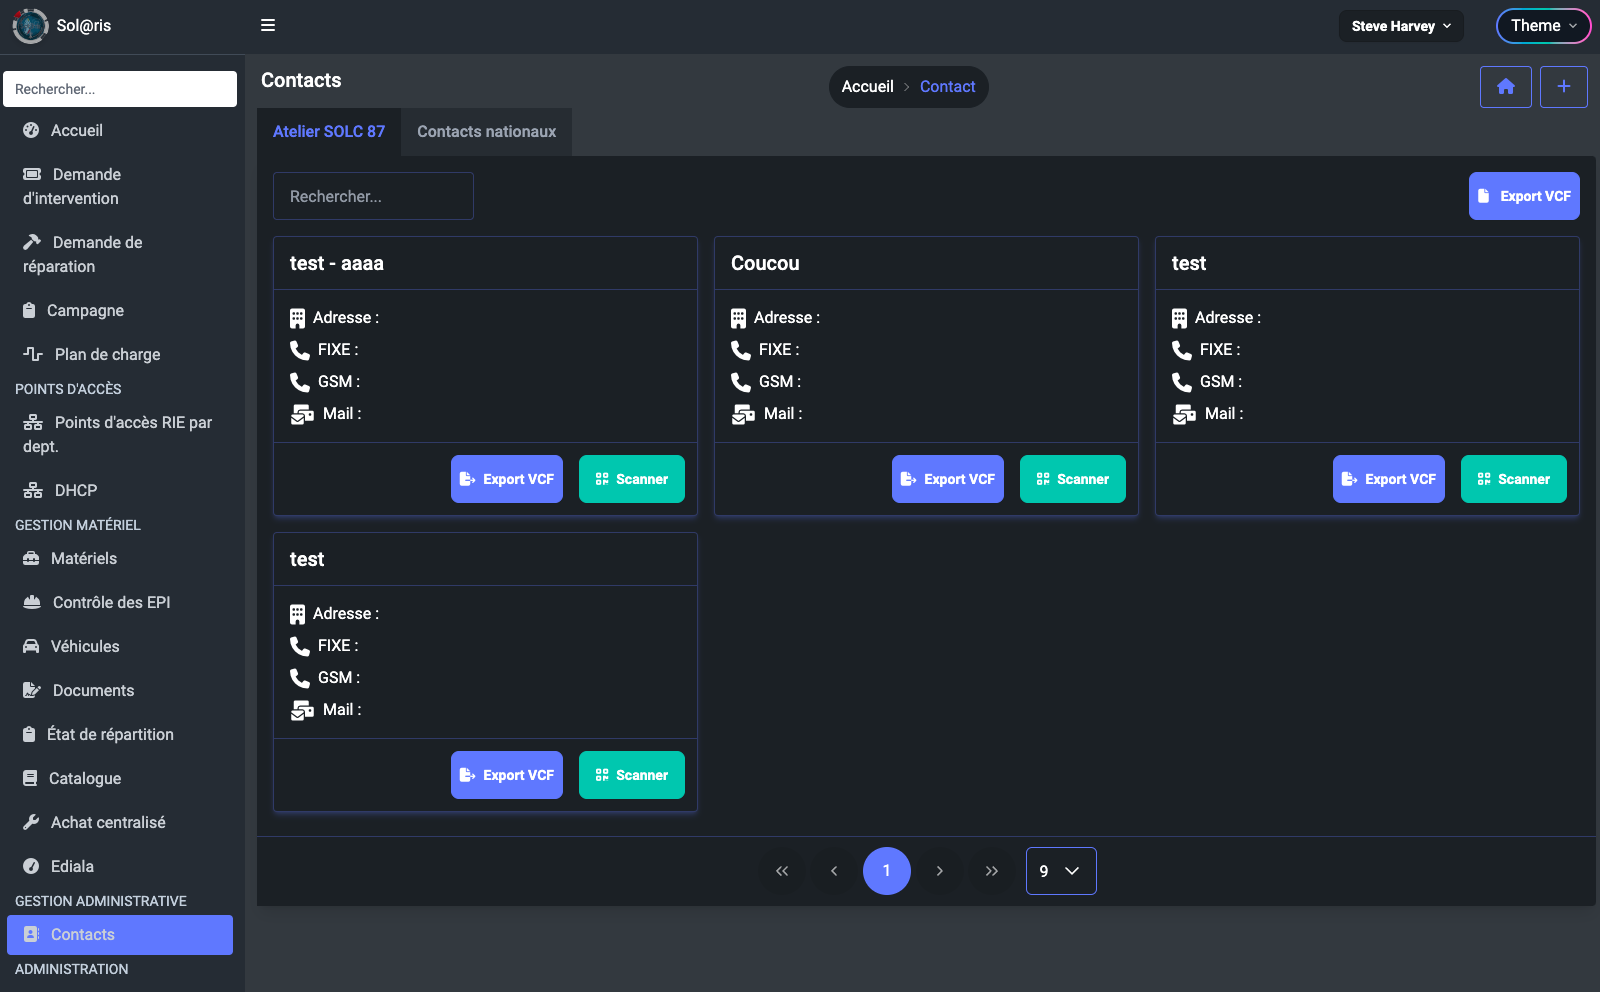 Sol@ris
Steve Harvey
Theme
Rechercher...
Accueil
Demande
d'intervention
Demande de
réparation
Campagne
Plan de charge
POINTS D'ACCÈS
Points d'accès RIE par
dept.
DHCP
GESTION MATÉRIEL
Matériels
Contrôle des EPI
Véhicules
Documents
État de répartition
Catalogue
Achat centralisé
Ediala
GESTION ADMINISTRATIVE
Contacts
ADMINISTRATION
Contacts
Accueil > Contact
Atelier SOLC 87
Contacts nationaux
Rechercher...
Export VCF
test - aaaa
Adresse :
FIXE :
GSM :
Mail :
Export VCF
Scanner
Coucou
Adresse :
FIXE :
GSM :
Mail :
Export VCF
Scanner
test
Adresse :
FIXE :
GSM :
Mail :
Export VCF
Scanner
test
Adresse :
FIXE :
GSM :
Mail :
Export VCF
Scanner
« ‹ 1 › » 9